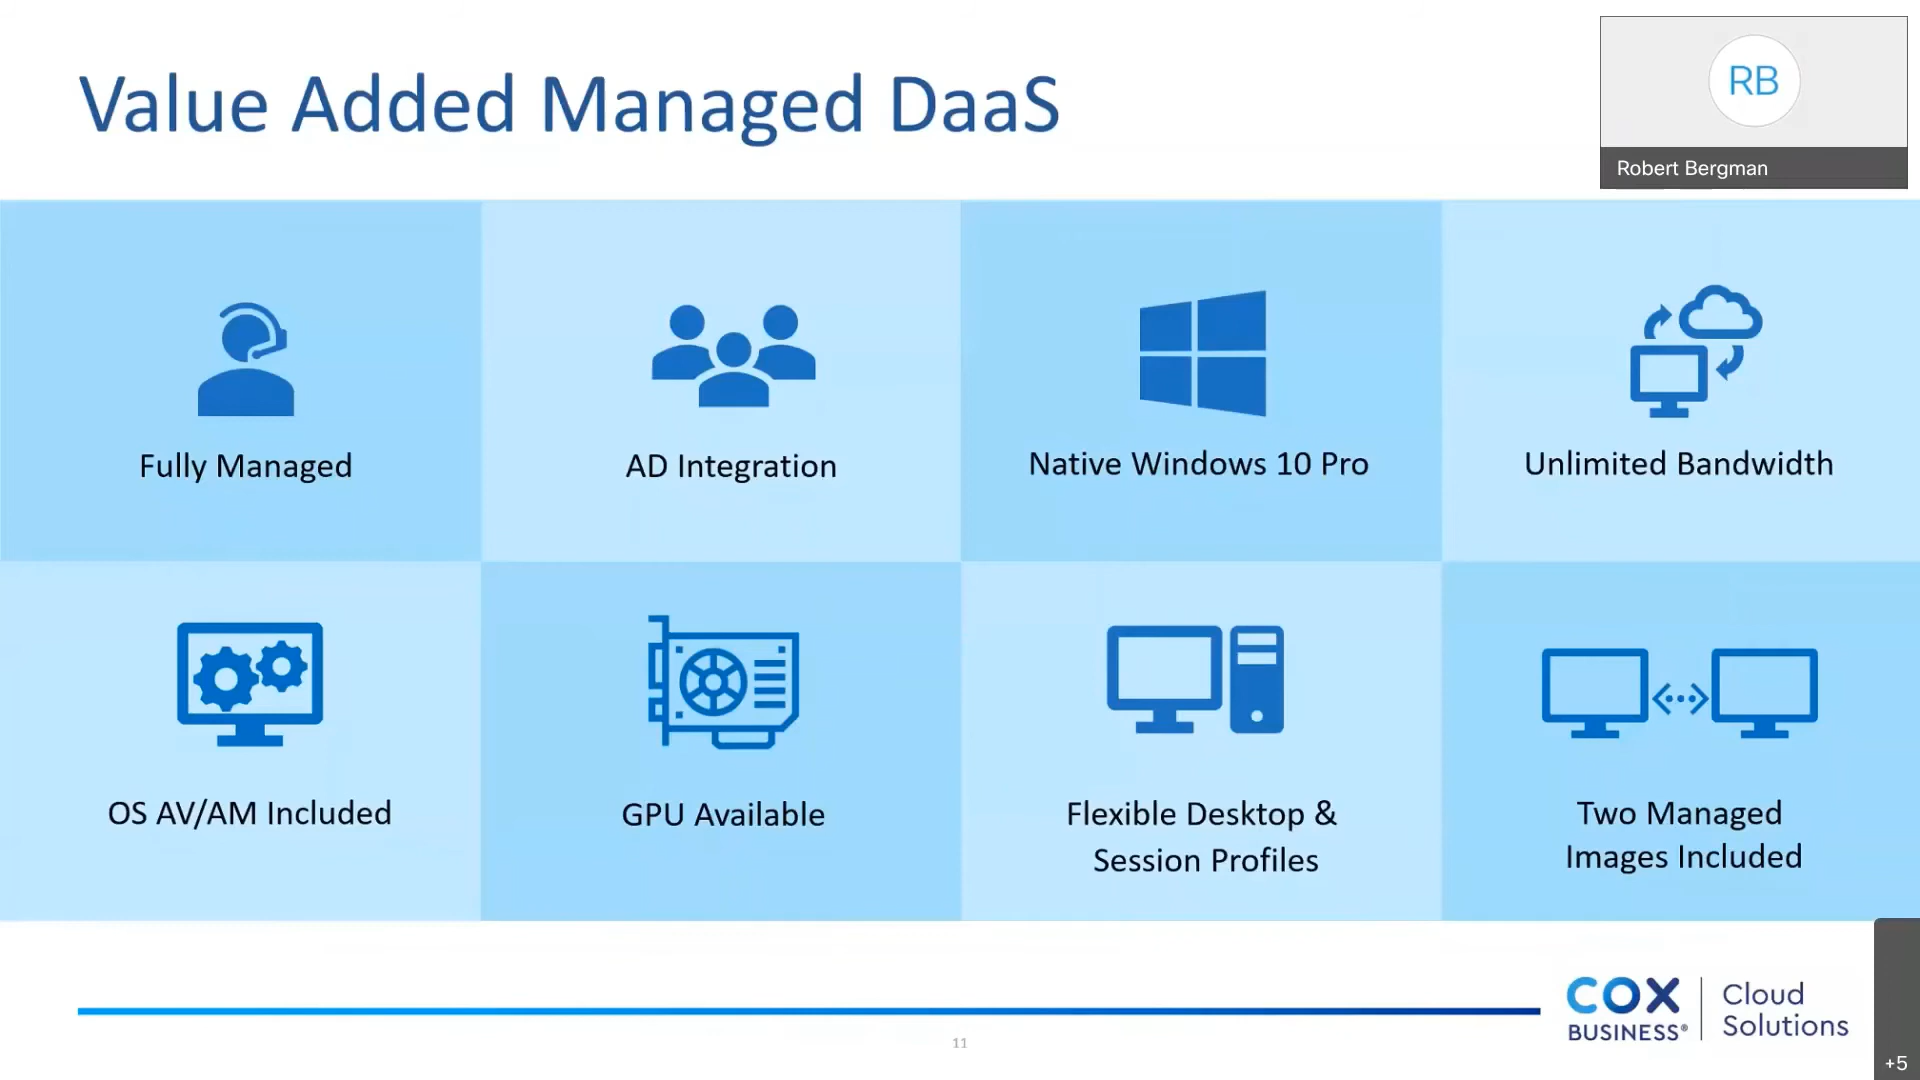 Value Added Managed DaaS
RB
Robert Bergman
Fully Managed
AD Integration
Native Windows 10 Pro
Unlimited Bandwidth
OS AV/AM Included
GPU Available
Flexible Desktop &
Session Profiles
Two Managed
Images Included
COX
BUSINESS®
Cloud
Solutions
11
+5